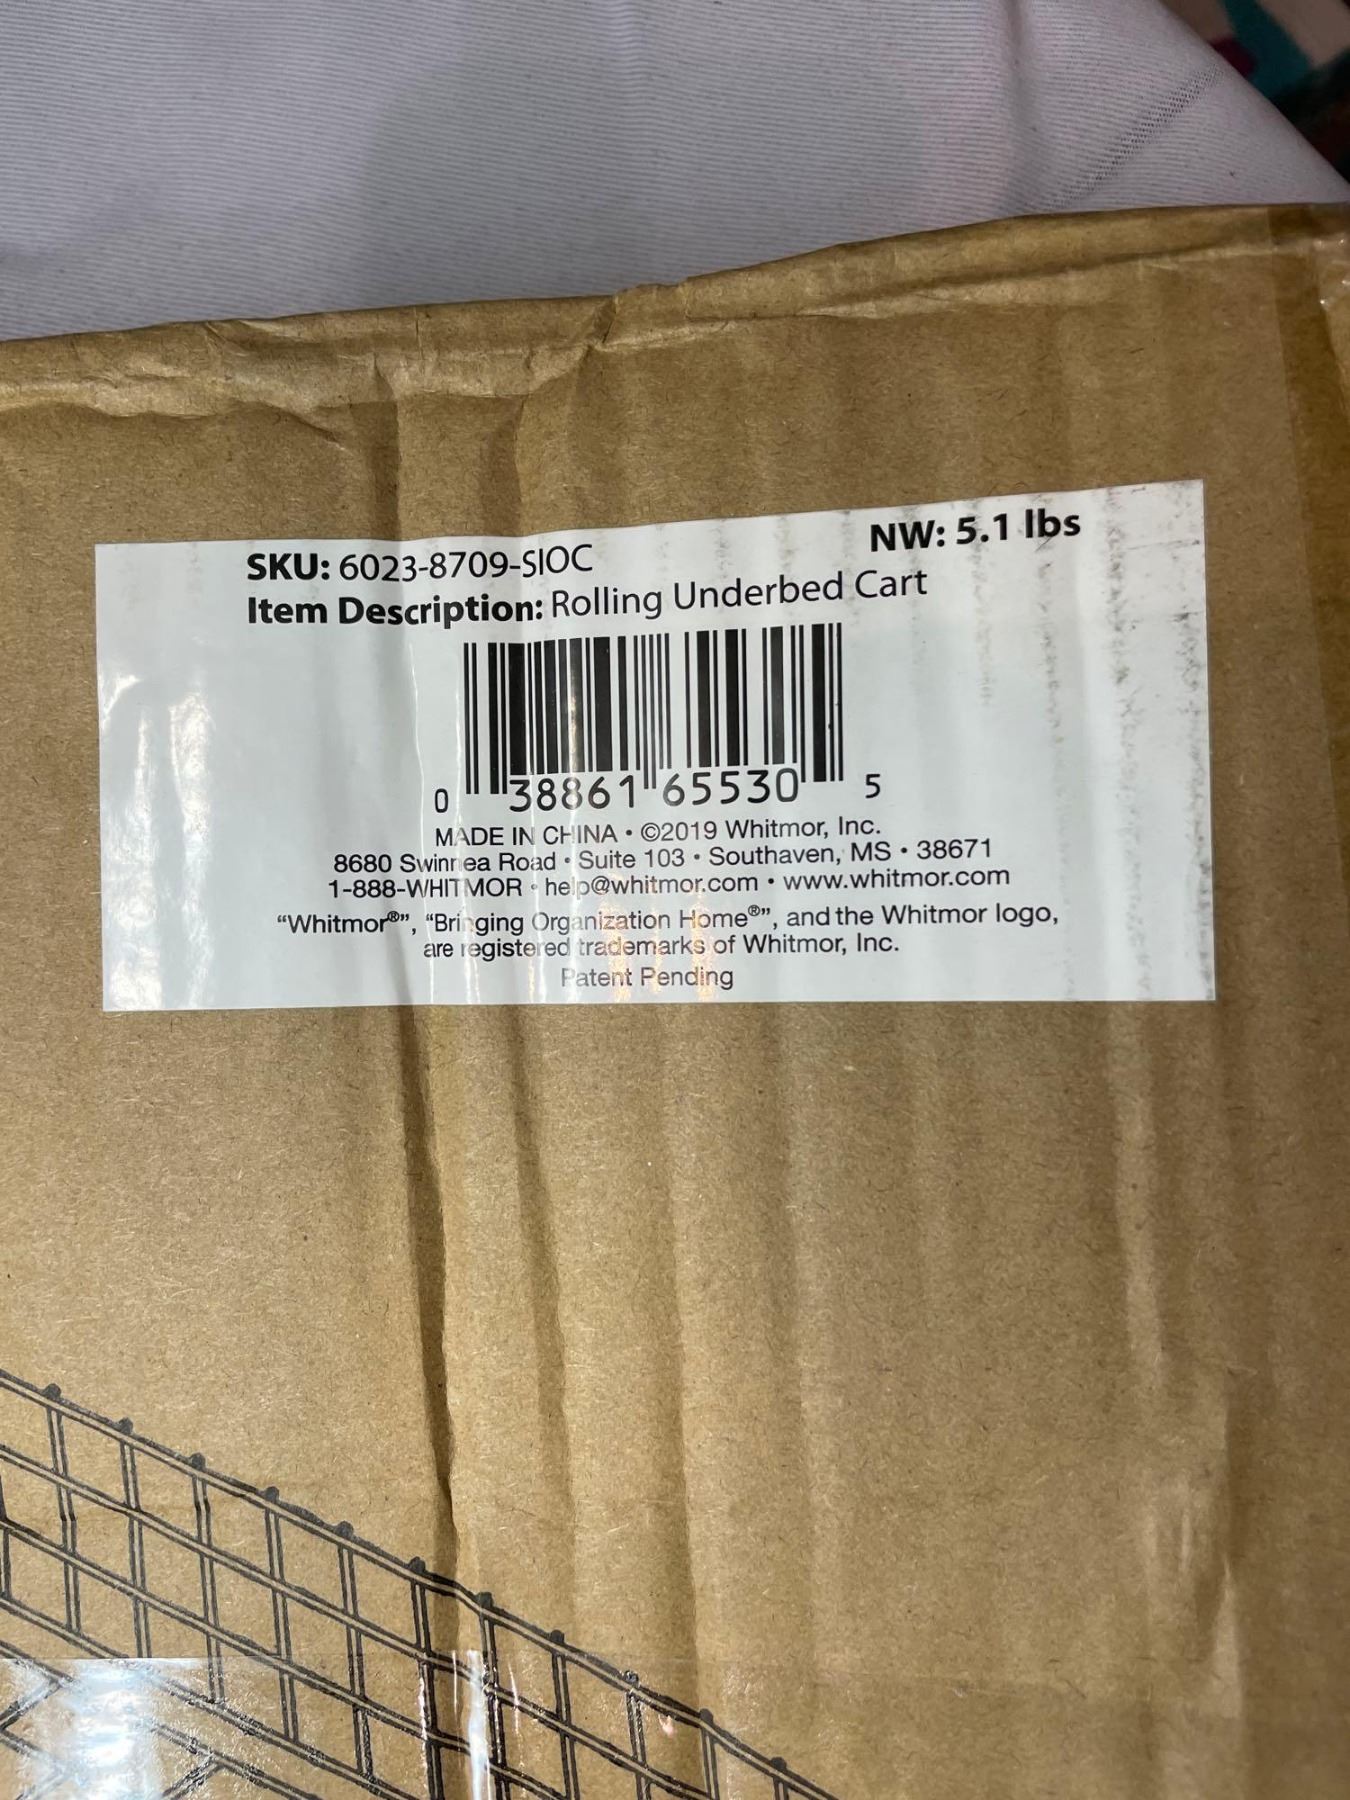 NW: 5.1 lbs
SKU: 6023-8709-SIOC
Item Description: Rolling Underbed Cart
0 38861 65530 5
MADE IN CHINA • ©2019 Whitmor, Inc.
8680 Swinnea Road • Suite 103 • Southaven, MS • 38671
1-888-WHITMOR • help@whitmor.com • www.whitmor.com
“Whitmor®”, “Bringing Organization Home®”, and the Whitmor logo,
are registered trademarks of Whitmor, Inc.
Patent Pending